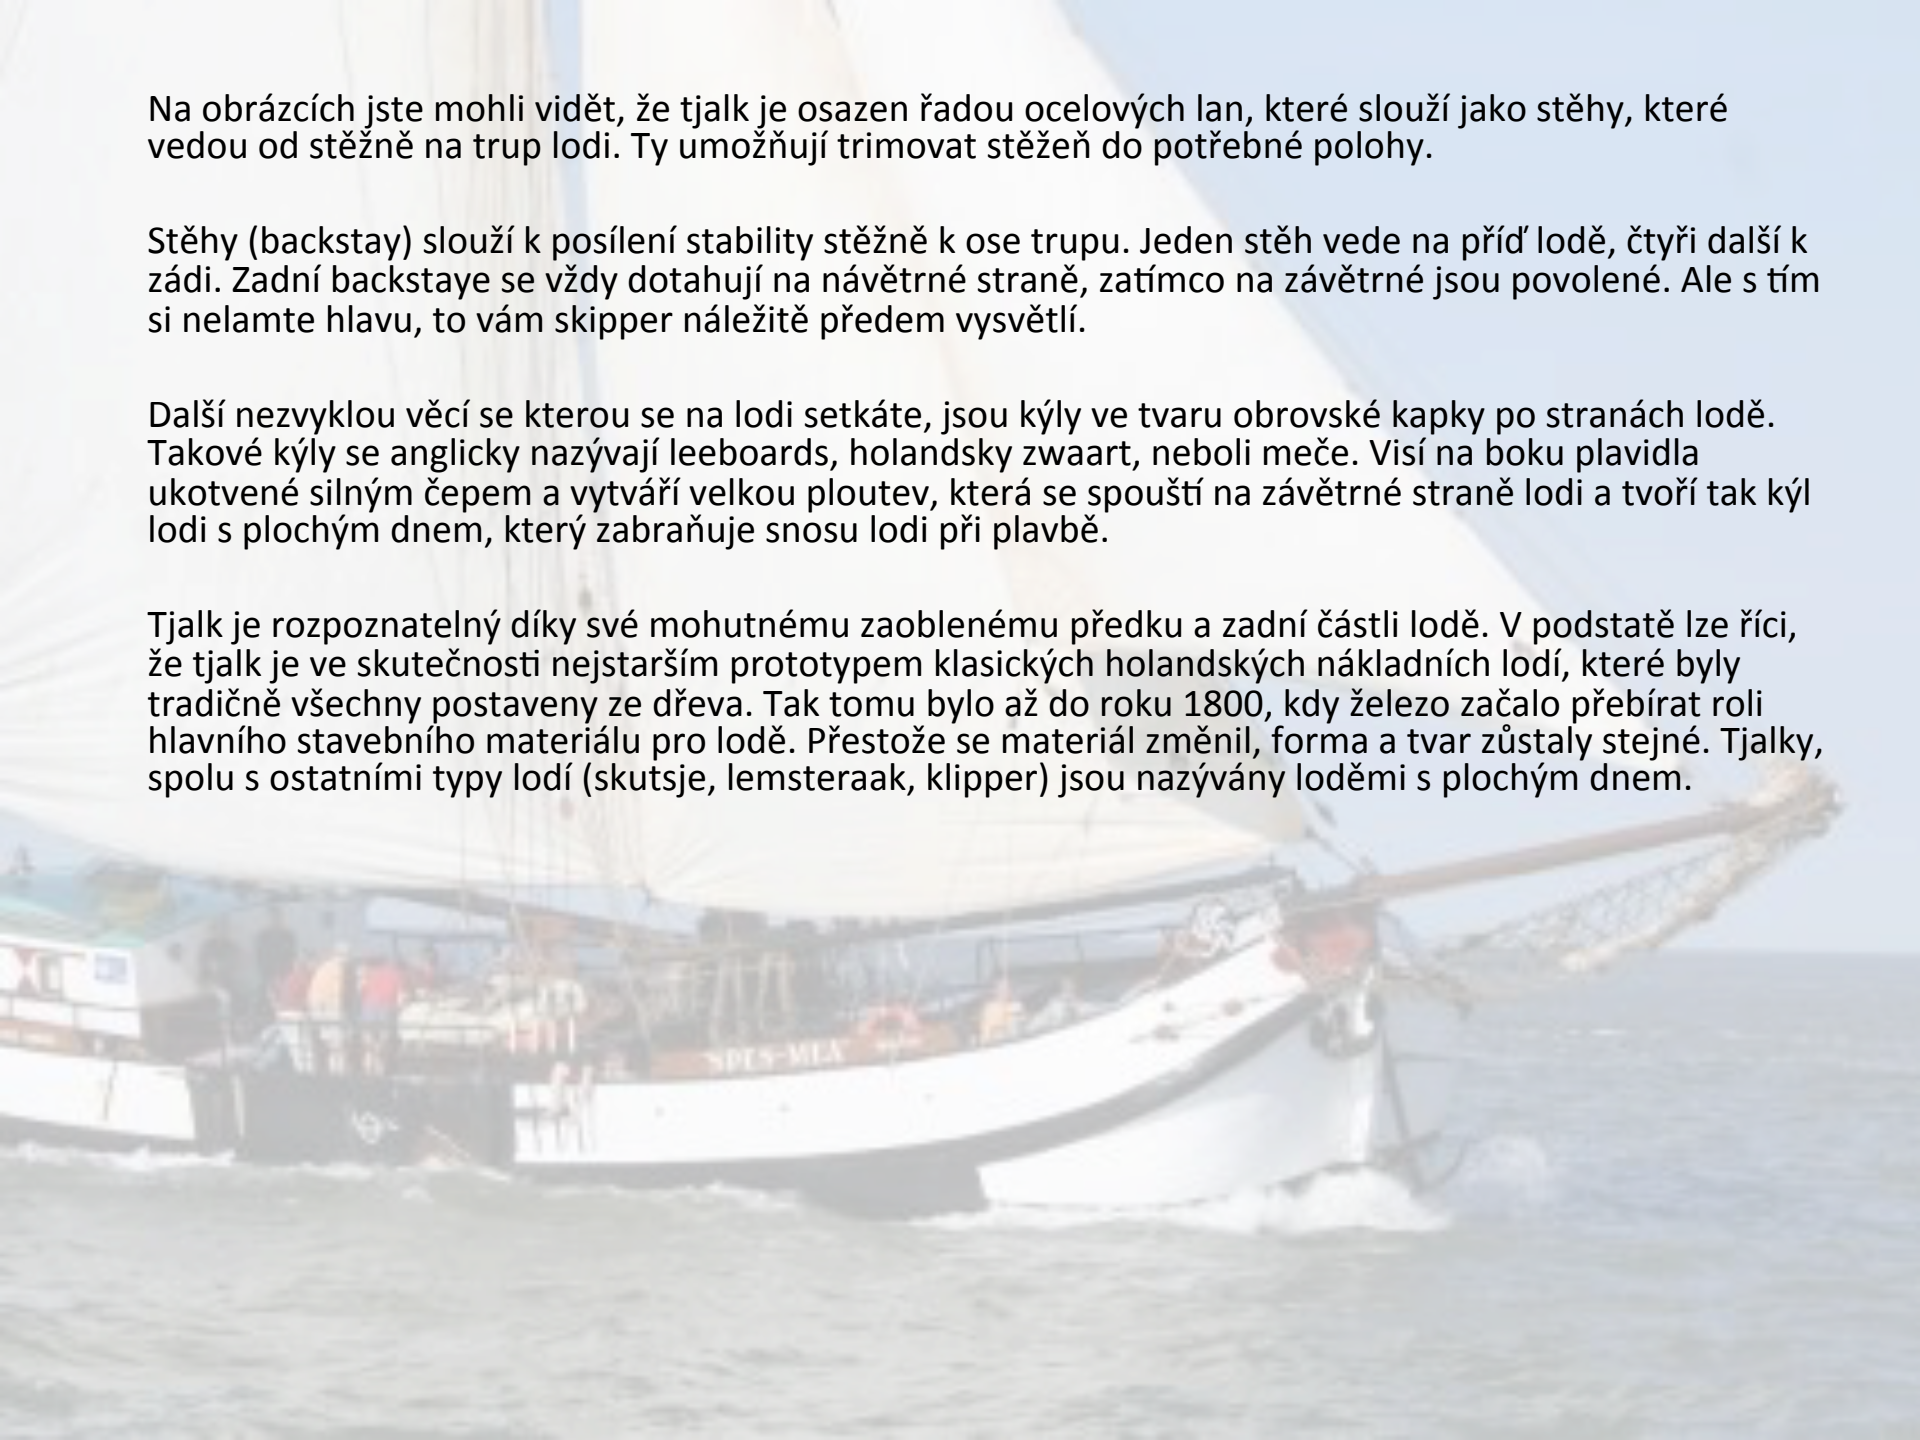 Na obrázcích jste mohli vidět, že tjalk je osazen řadou ocelových lan, které slouží jako stěhy, které
vedou od stěžně na trup lodi. Ty umožňují trimovat stěžeň do potřebné polohy.
Stěhy (backstay) slouží k posílení stability stěžně k ose trupu. Jeden stěh vede na příď lodě, čtyři další k
zádi. Zadní backstaye se vždy dotahují na návětrné straně, zatímco na závětrné jsou povolené. Ale s tím
si nelamte hlavu, to vám skipper náležitě předem vysvětlí.
Další nezvyklou věcí se kterou se na lodi setkáte, jsou kýly ve tvaru obrovské kapky po stranách lodě.
Takové kýly se anglicky nazývají leeboards, holandsky zwaart, neboli meče. Visí na boku plavidla
ukotvené silným čepem a vytváří velkou ploutev, která se spouští na závětrné straně lodi a tvoří tak kýl
lodi s plochým dnem, který zabraňuje snosu lodi při plavbě.
Tjalk je rozpoznatelný díky své mohutnému zaoblenému předku a zadní částli lodě. V podstatě lze říci,
že tjalk je ve skutečnosti nejstarším prototypem klasických holandských nákladních lodí, které byly
tradičně všechny postaveny ze dřeva. Tak tomu bylo až do roku 1800, kdy železo začalo přebírat roli
hlavního stavebního materiálu pro lodě. Přestože se materiál změnil, forma a tvar zůstaly stejné. Tjalky,
spolu s ostatními typy lodí (skutsje, lemsteraak, klipper) jsou nazývány loděmi s plochým dnem.
SPES-MEA